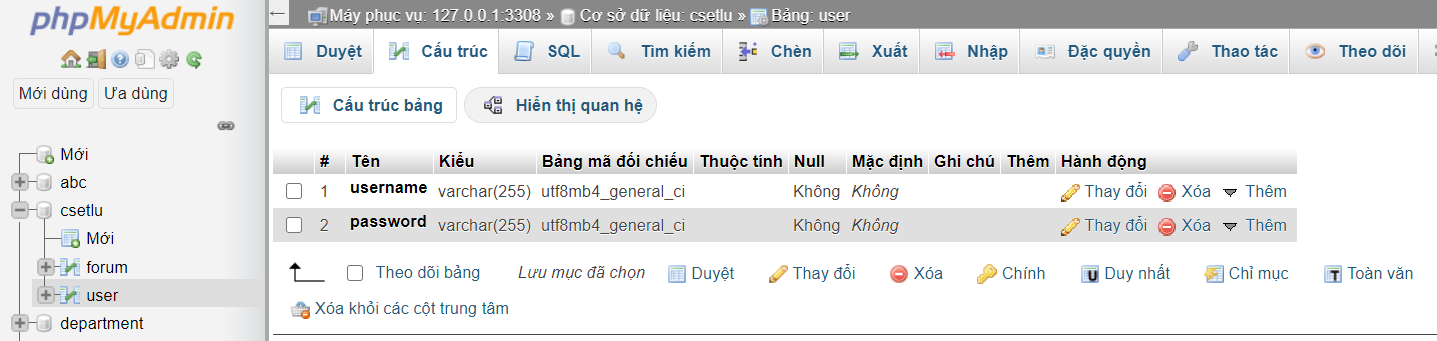 phpMyAdmin
Mới dùng Ưa dùng
Mới
abc
csetlu
Mới
forum
user
department
← Máy phục vụ: 127.0.0.1:3308 » Cơ sở dữ liệu: csetlu » Bảng: user
Duyệt Cấu trúc SQL Tìm kiếm Chèn Xuất Nhập Đặc quyền Thao tác Theo dõi
Cấu trúc bảng Hiển thị quan hệ
# Tên Kiểu Bảng mã đối chiếu Thuộc tính Null Mặc định Ghi chú Thêm Hành động
1 username varchar(255) utf8mb4_general_ci Không Không Thay đổi Xóa Thêm
2 password varchar(255) utf8mb4_general_ci Không Không Thay đổi Xóa Thêm
Theo dõi bảng Lưu mục đã chọn Duyệt Thay đổi Xóa Chính Duy nhất Chỉ mục Toàn văn
Xóa khỏi các cột trung tâm